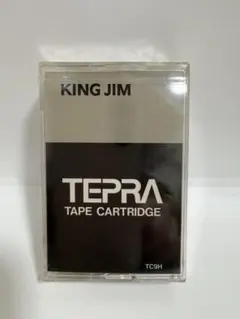 KING JIM
TEPRA
TAPE CARTRIDGE
TC9H